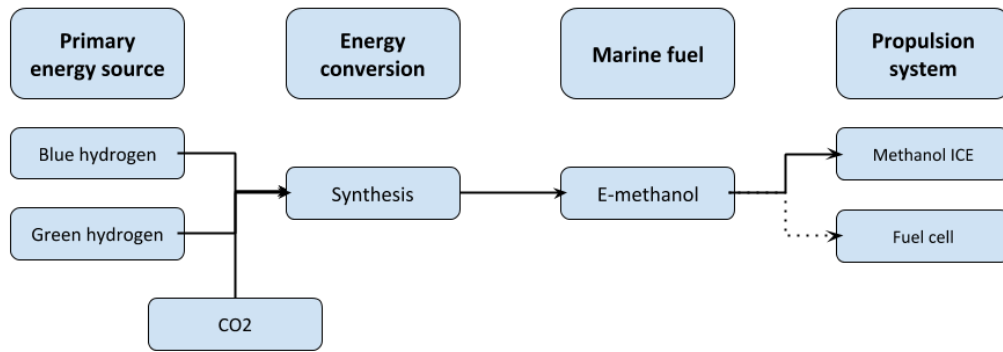 Primary
energy source
Energy
conversion
Marine fuel
Propulsion
system
Blue hydrogen
Green hydrogen
CO2
Synthesis
E-methanol
Methanol ICE
Fuel cell